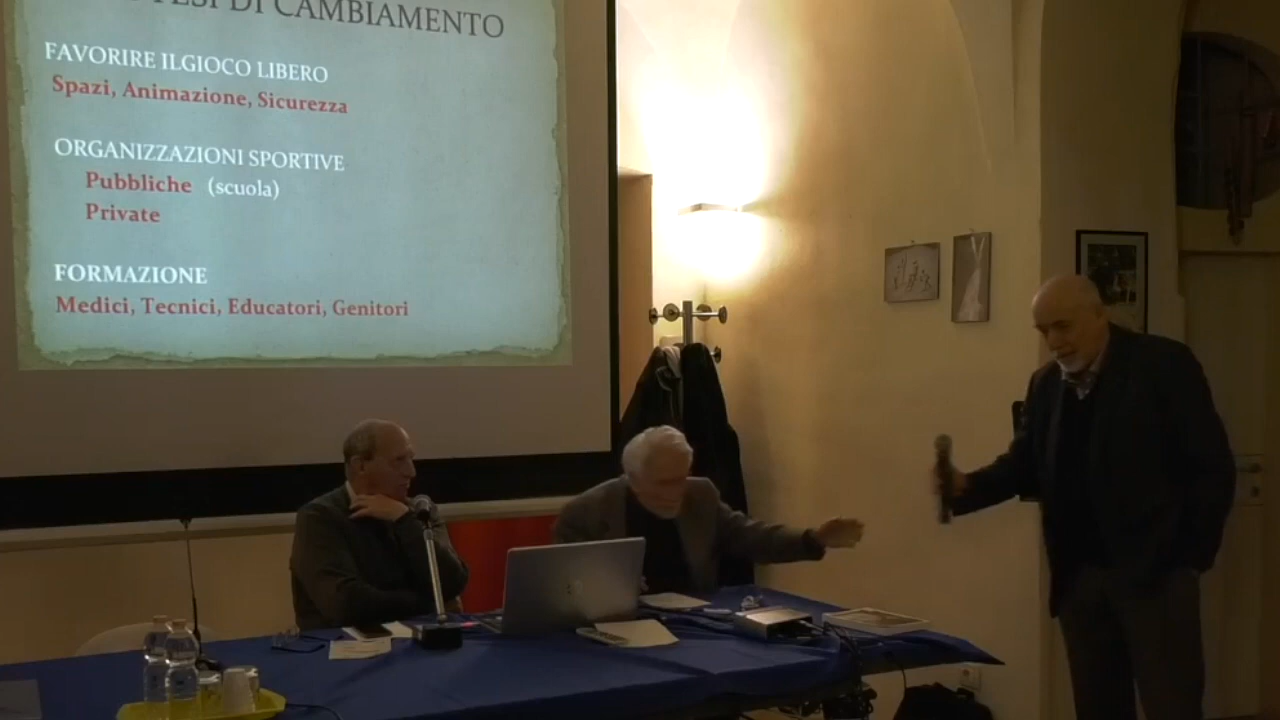 DI CAMBIAMENTO
FAVORIRE ILGIOCO LIBERO
Spazi, Animazione, Sicurezza
ORGANIZZAZIONI SPORTIVE
Pubbliche (scuola)
Private
FORMAZIONE
Medici, Tecnici, Educatori, Genitori